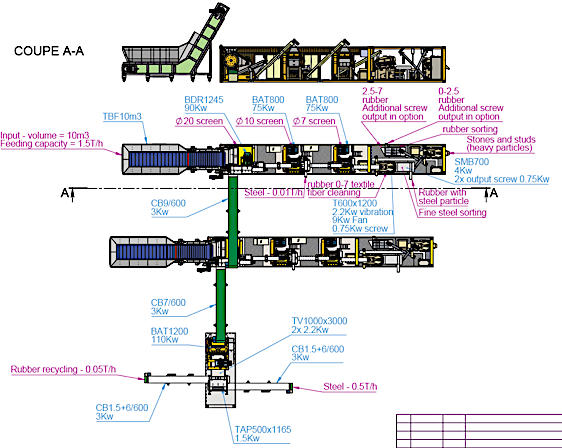 COUPE A-A
TBF10m3
BDR1245
90Kw
BAT800
75Kw
BAT800
75Kw
2.5-7
rubber
Additional screw
output in option
0-2.5
rubber
Additional screw
output in option
Ø20 screen
Ø10 screen
Ø7 screen
rubber sorting
Input - volume = 10m3
Feeding capacity = 1.5T/h
Stones and studs
(heavy particles)
SMB700
4Kw
2x output screw 0.75Kw
A
A
Steel - 0.01T/h
rubber 0-7 textile
fiber cleaning
Rubber with
steel particle
Fine steel sorting
CB9/600
3Kw
T600x1200
2.2Kw vibration
9Kw Fan
0.75Kw screw
CB7/600
3Kw
BAT1200
110Kw
TV1000x3000
2x 2.2Kw
CB1.5+6/600
3Kw
Rubber recycling - 0.05T/h
Steel - 0.5T/h
CB1.5+6/600
3Kw
TAP500x1165
1.5Kw